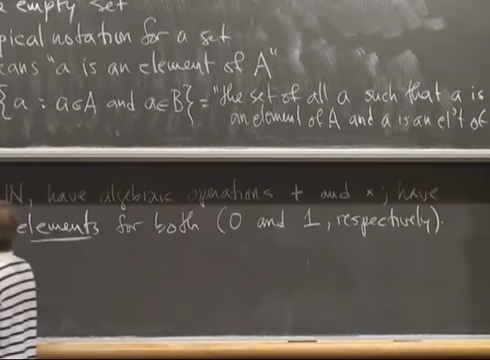 empty set
pical notation for a set
eans "a is an element of A"
{a : a∈A and a∈B} = "the set of all a such that a is
an element of A and a is an el't of
ℕ, have algebraic operations + and ×; have
elements for both (0 and 1, respectively).